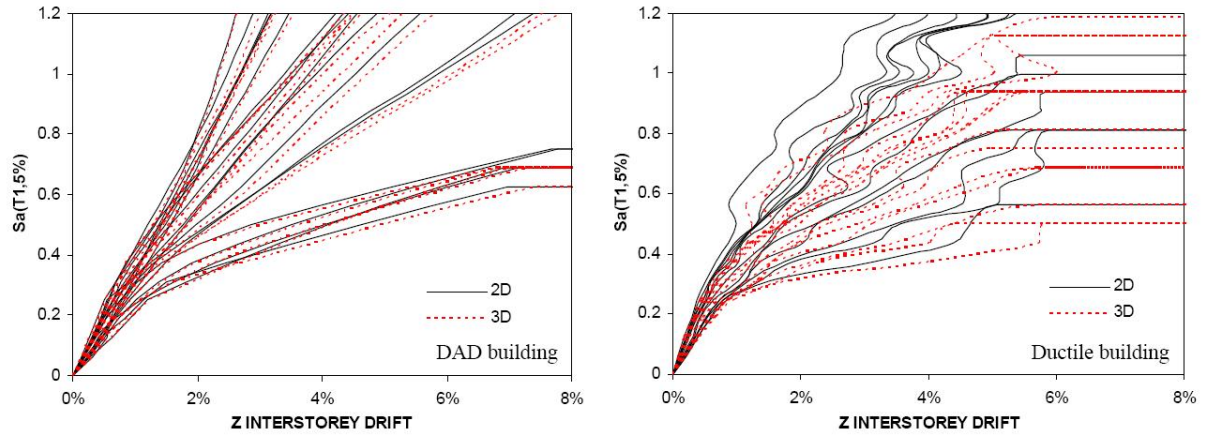 1.2
1
0.8
0.6
0.4
0.2
0
Sa(T1,5%)
2D
3D
DAD building
0% 2% 4% 6% 8%
Z INTERSTOREY DRIFT
1.2
1
0.8
0.6
0.4
0.2
0
Sa(T1,5%)
2D
3D
Ductile building
0% 2% 4% 6% 8%
Z INTERSTOREY DRIFT